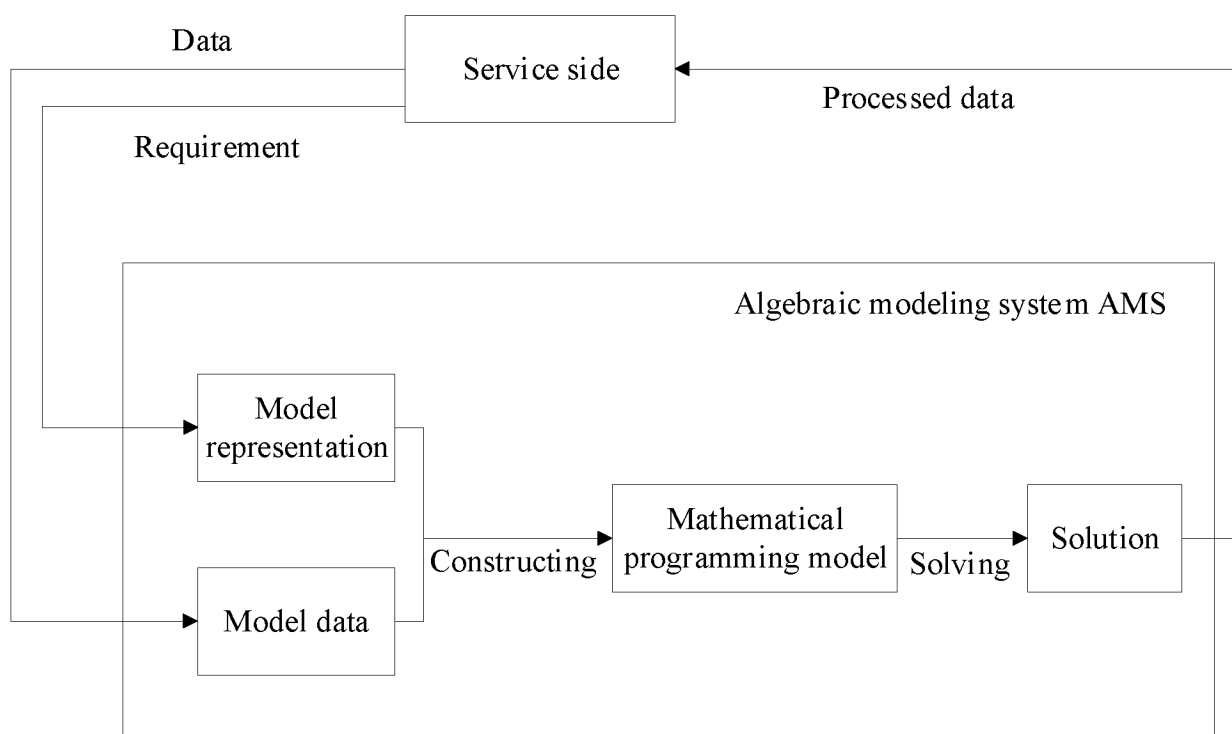 Data
Service side
Processed data
Requirement
Algebraic modeling system AMS
Model
representation
Mathematical
programming model
Solution
Constructing
Solving
Model data